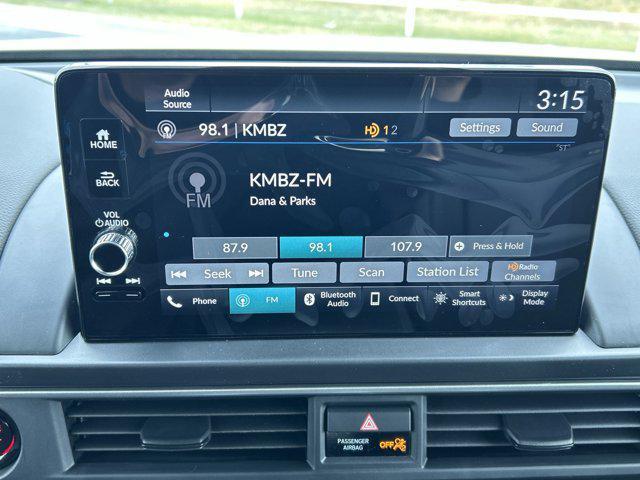 Audio
Source
3:15
98.1 | KMBZ
HD 1 2
Settings
Sound
"ST"
HOME
BACK
FM
KMBZ-FM
Dana & Parks
VOL
AUDIO
87.9
98.1
107.9
Press & Hold
Seek
Tune
Scan
Station List
HD Radio
Channels
Phone
FM
Bluetooth
Audio
Connect
Smart
Shortcuts
Display
Mode
PASSENGER
AIRBAG
OFF